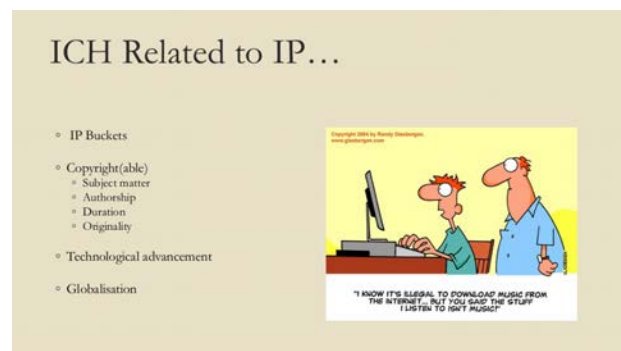 ICH Related to IP…
IP Buckets
Copyright(able)
Subject matter
Authorship
Duration
Originality
Technological advancement
Globalisation
Copyright 2004 by Randy Glasbergen.
www.glasbergen.com
"I KNOW IT'S ILLEGAL TO DOWNLOAD MUSIC FROM
THE INTERNET... BUT YOU SAID THE STUFF
I LISTEN TO ISN'T MUSIC!"